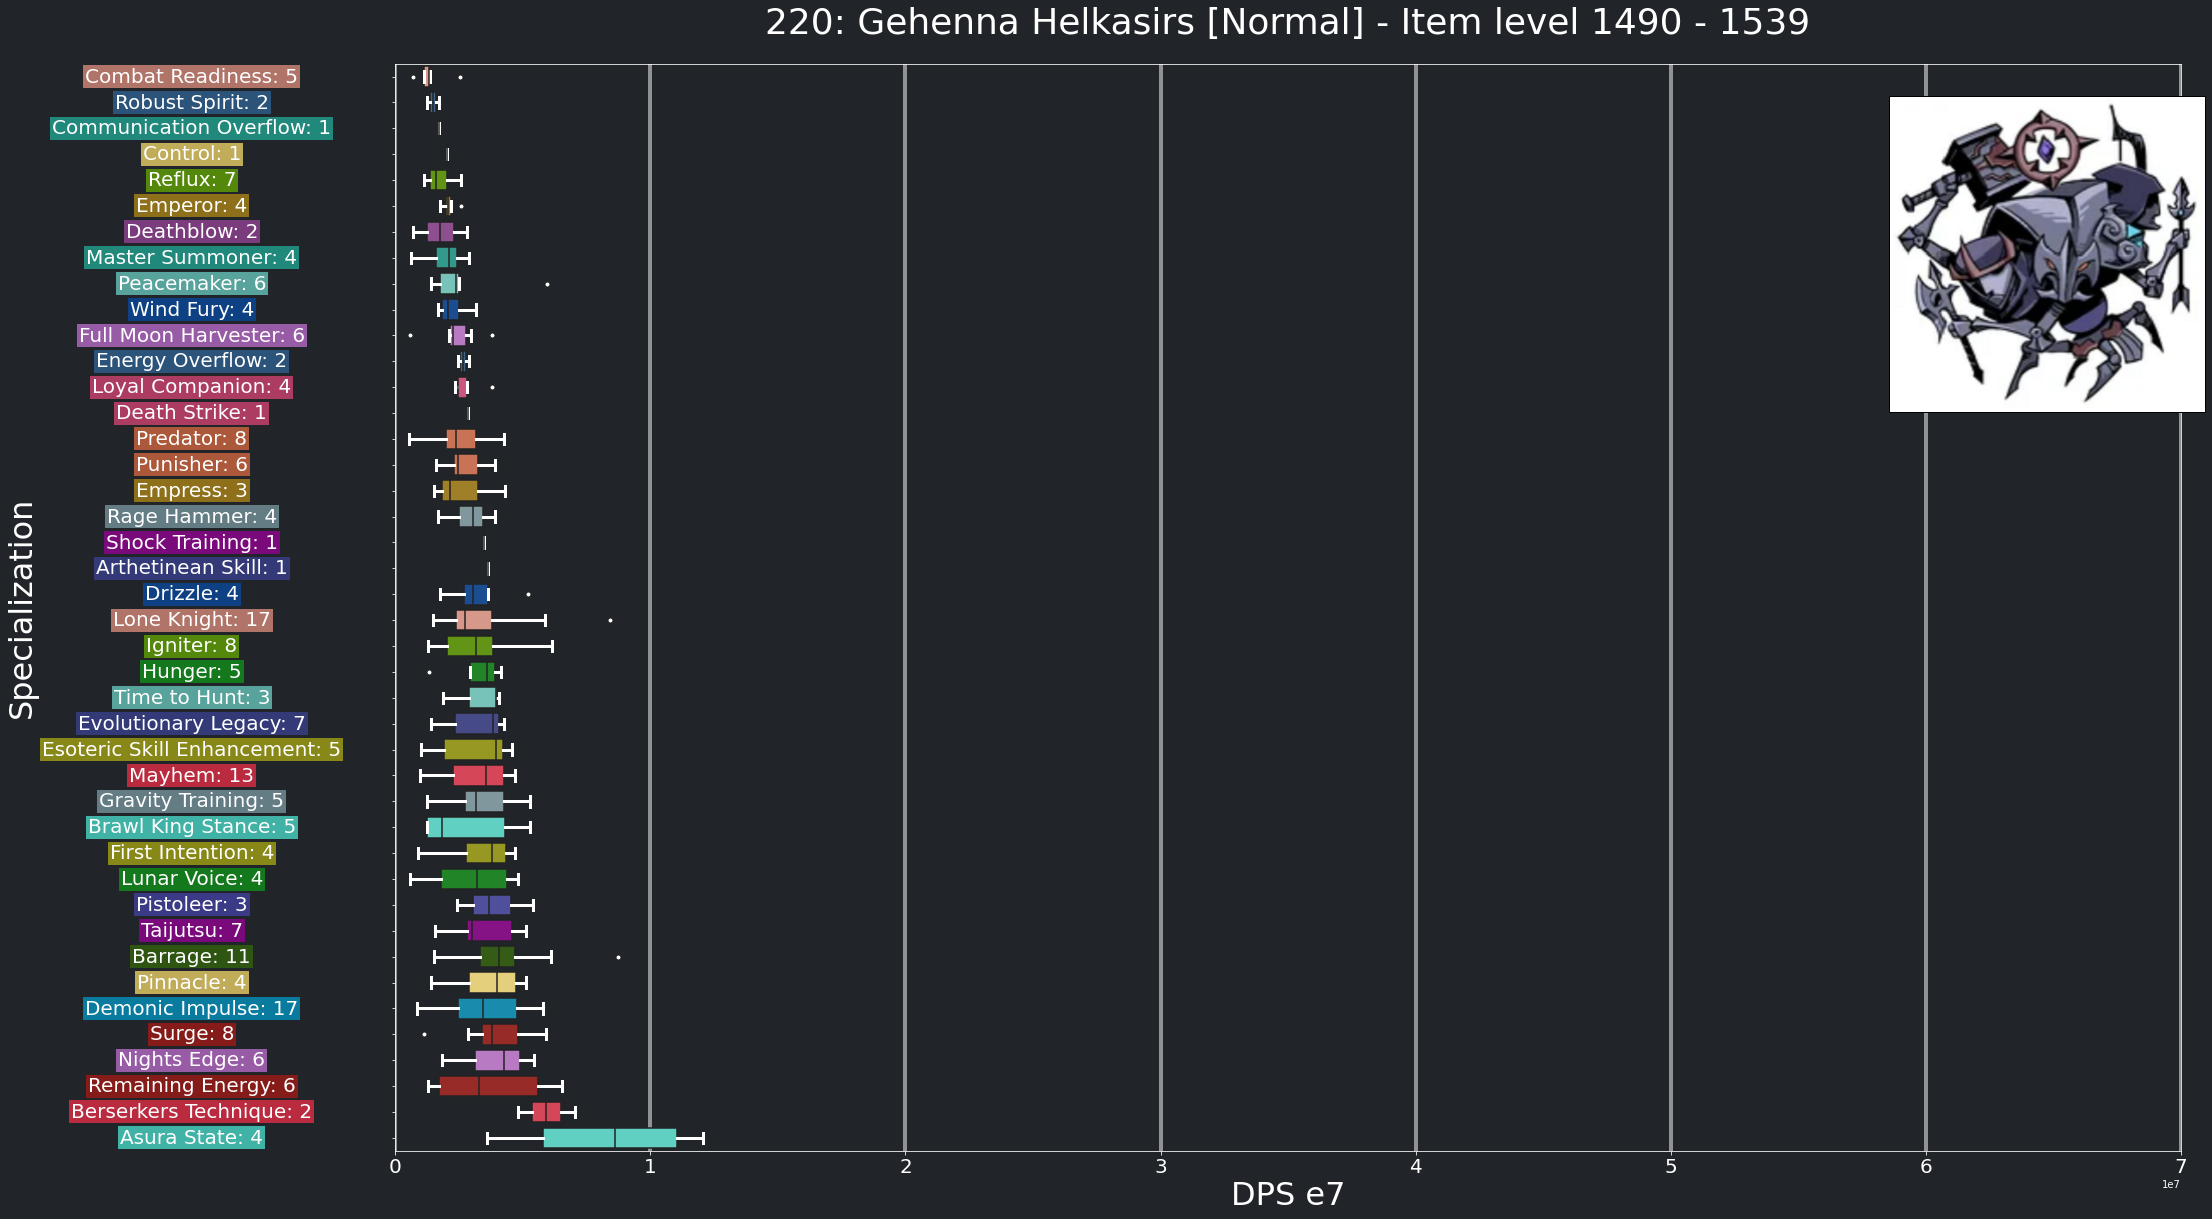 220: Gehenna Helkasirs [Normal] - Item level 1490 - 1539
Combat Readiness: 5
Robust Spirit: 2
Communication Overflow: 1
Control: 1
Reflux: 7
Emperor: 4
Deathblow: 2
Master Summoner: 4
Peacemaker: 6
Wind Fury: 4
Full Moon Harvester: 6
Energy Overflow: 2
Loyal Companion: 4
Death Strike: 1
Predator: 8
Punisher: 6
Empress: 3
Rage Hammer: 4
Shock Training: 1
Arthetinean Skill: 1
Drizzle: 4
Lone Knight: 17
Igniter: 8
Hunger: 5
Time to Hunt: 3
Evolutionary Legacy: 7
Esoteric Skill Enhancement: 5
Mayhem: 13
Gravity Training: 5
Brawl King Stance: 5
First Intention: 4
Lunar Voice: 4
Pistoleer: 3
Taijutsu: 7
Barrage: 11
Pinnacle: 4
Demonic Impulse: 17
Surge: 8
Nights Edge: 6
Remaining Energy: 6
Berserkers Technique: 2
Asura State: 4
Specialization
0 1 2 3 4 5 6 7
1e7
DPS e7